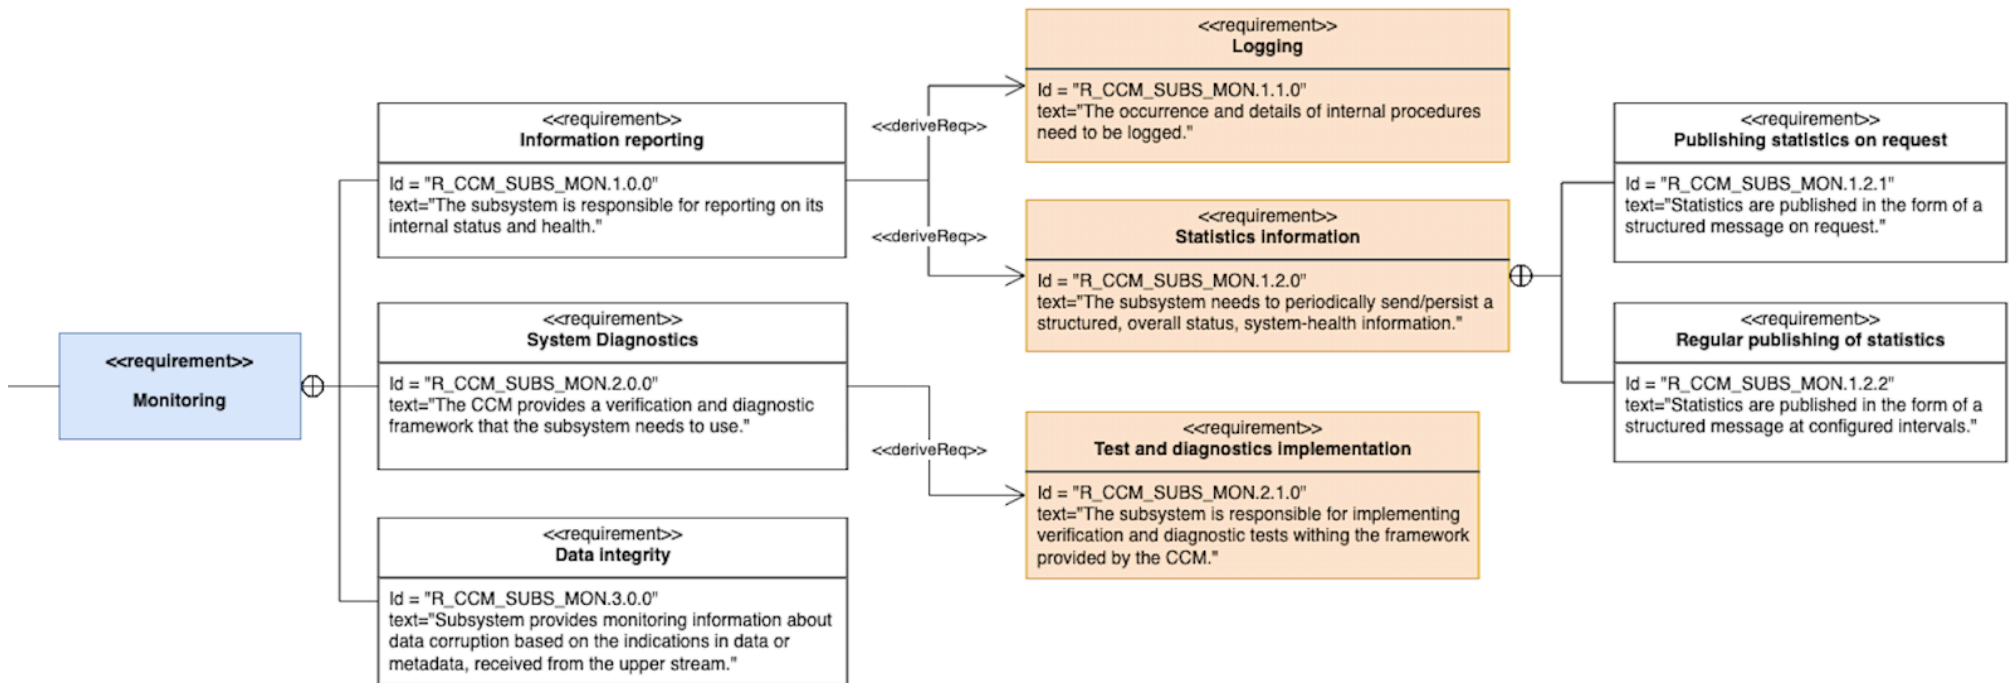 <<requirement>>
Monitoring
<<requirement>>
Information reporting
Id = "R_CCM_SUBS_MON.1.0.0"
text="The subsystem is responsible for reporting on its
internal status and health."
<<requirement>>
System Diagnostics
Id = "R_CCM_SUBS_MON.2.0.0"
text="The CCM provides a verification and diagnostic
framework that the subsystem needs to use."
<<requirement>>
Data integrity
Id = "R_CCM_SUBS_MON.3.0.0"
text="Subsystem provides monitoring information about
data corruption based on the indications in data or
metadata, received from the upper stream."
<<deriveReq>>
<<deriveReq>>
<<deriveReq>>
<<requirement>>
Logging
Id = "R_CCM_SUBS_MON.1.1.0"
text="The occurrence and details of internal procedures
need to be logged."
<<requirement>>
Statistics information
Id = "R_CCM_SUBS_MON.1.2.0"
text="The subsystem needs to periodically send/persist a
structured, overall status, system-health information."
<<requirement>>
Test and diagnostics implementation
Id = "R_CCM_SUBS_MON.2.1.0"
text="The subsystem is responsible for implementing
verification and diagnostic tests withing the framework
provided by the CCM."
<<requirement>>
Publishing statistics on request
Id = "R_CCM_SUBS_MON.1.2.1"
text="Statistics are published in the form of a
structured message on request."
<<requirement>>
Regular publishing of statistics
Id = "R_CCM_SUBS_MON.1.2.2"
text="Statistics are published in the form of a
structured message at configured intervals."